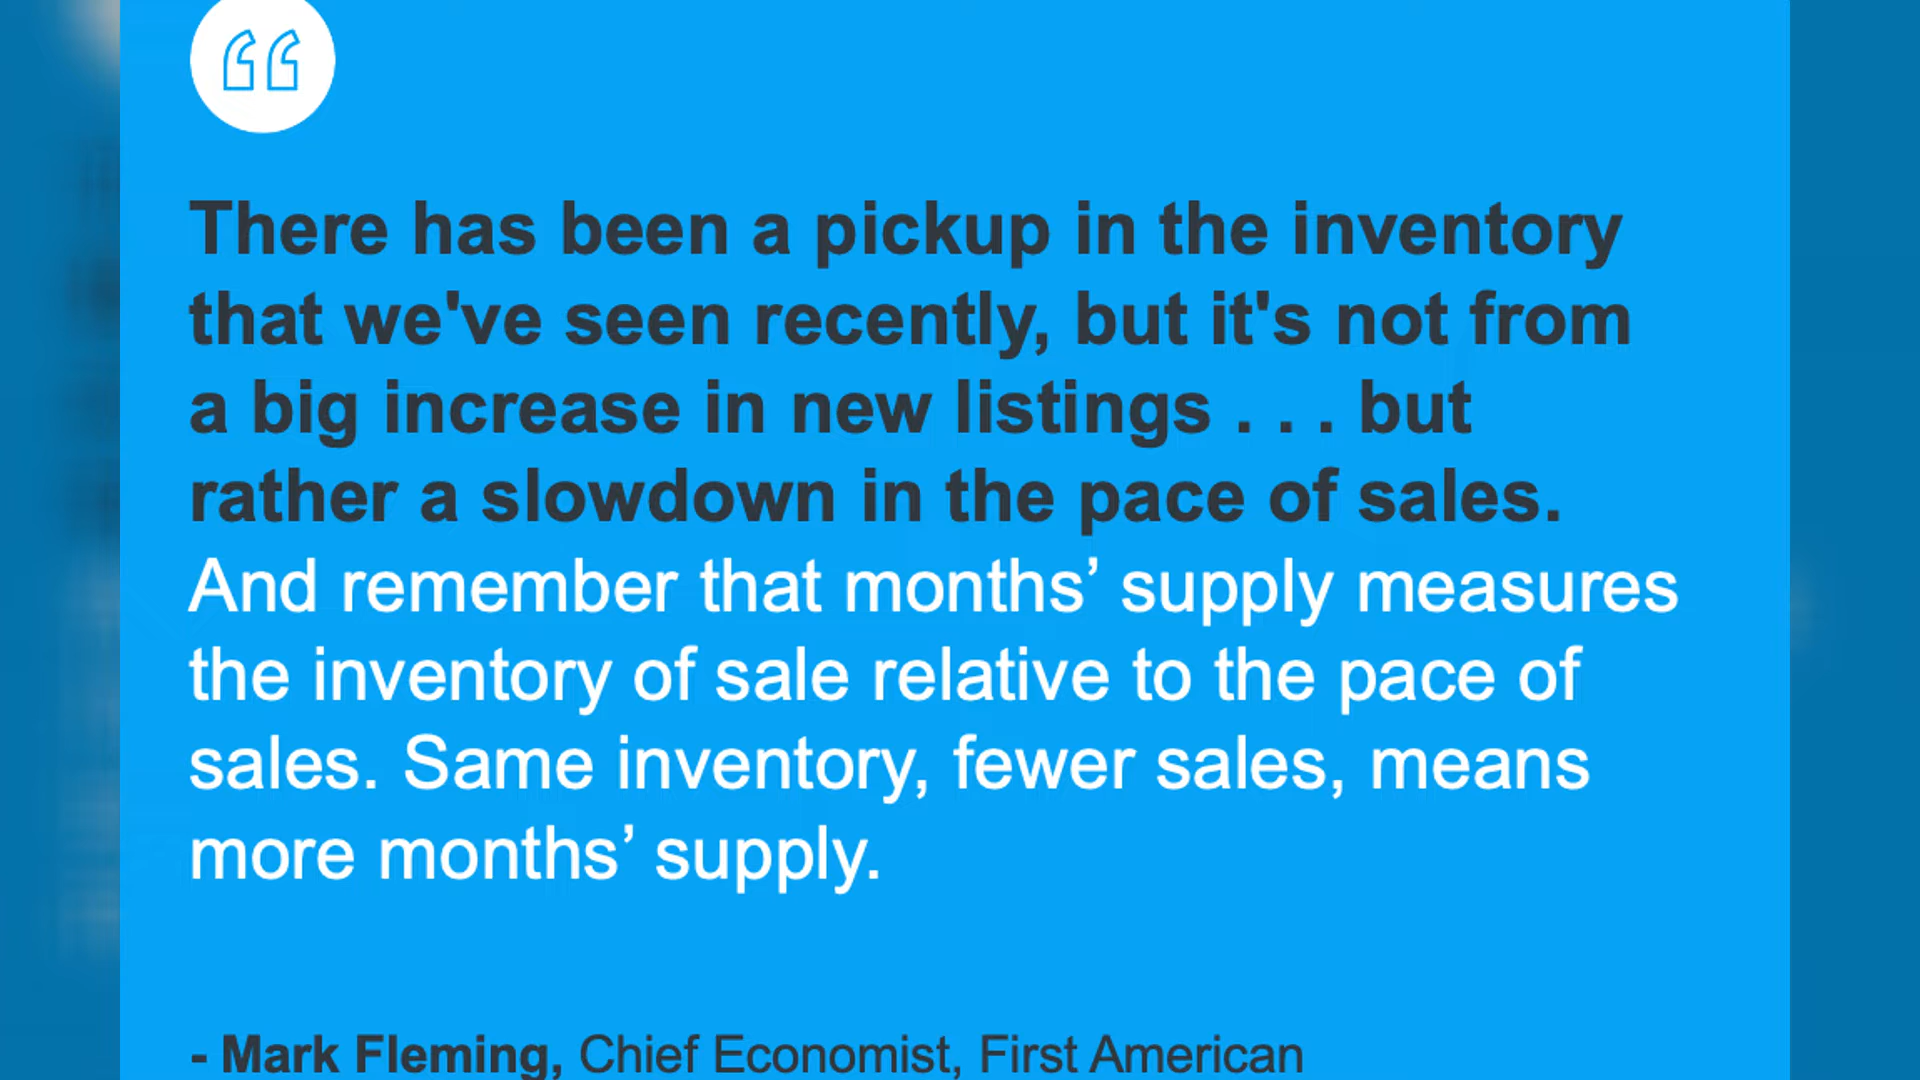 There has been a pickup in the inventory
that we've seen recently, but it's not from
a big increase in new listings . . . but
rather a slowdown in the pace of sales.
And remember that months’ supply measures
the inventory of sale relative to the pace of
sales. Same inventory, fewer sales, means
more months’ supply.
- Mark Fleming, Chief Economist, First American